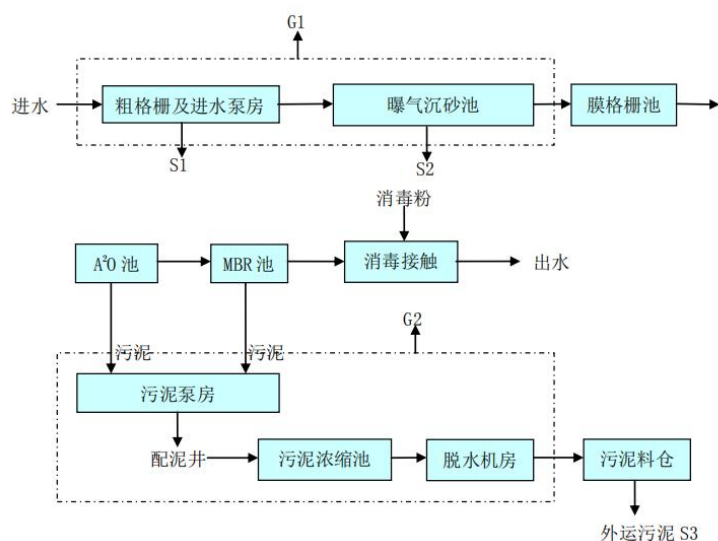 G1
进水
粗格栅及进水泵房
曝气沉砂池
膜格栅池
S1
S2
消毒粉
A²O 池
MBR 池
消毒接触
出水
G2
污泥
污泥
污泥泵房
配泥井
污泥浓缩池
脱水机房
污泥料仓
外运污泥 S3